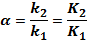 α = k₂/k₁ = K₂/K₁